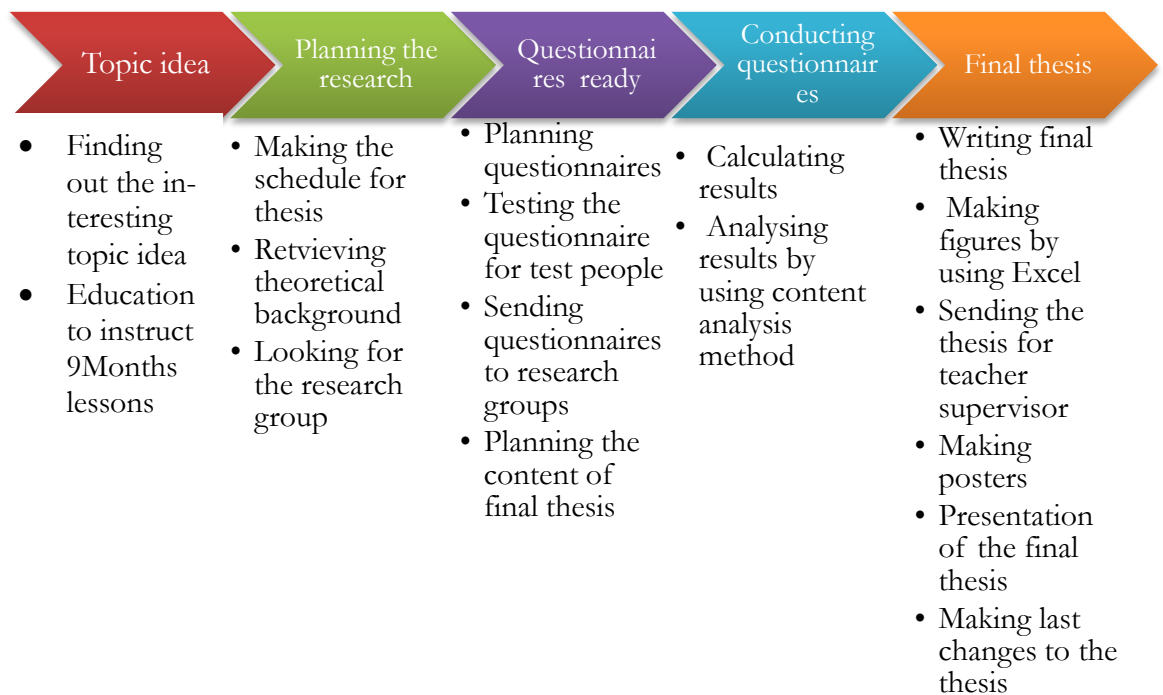 Topic idea
Planning the
research
Questionnai
res ready
Conducting
questionnair
es
Final thesis
• Finding
out the in-
teresting
topic idea
• Education
to instruct
9Months
lessons
• Making the
schedule for
thesis
• Retvieving
theoretical
background
• Looking for
the research
group
• Planning
questionnaires
• Testing the
questionnaire
for test people
• Sending
questionnaires
to research
groups
• Planning the
content of
final thesis
• Calculating
results
• Analysing
results by
using content
analysis
method
• Writing final
thesis
• Making
figures by
using Excel
• Sending the
thesis for
teacher
supervisor
• Making
posters
• Presentation
of the final
thesis
• Making last
changes to the
thesis